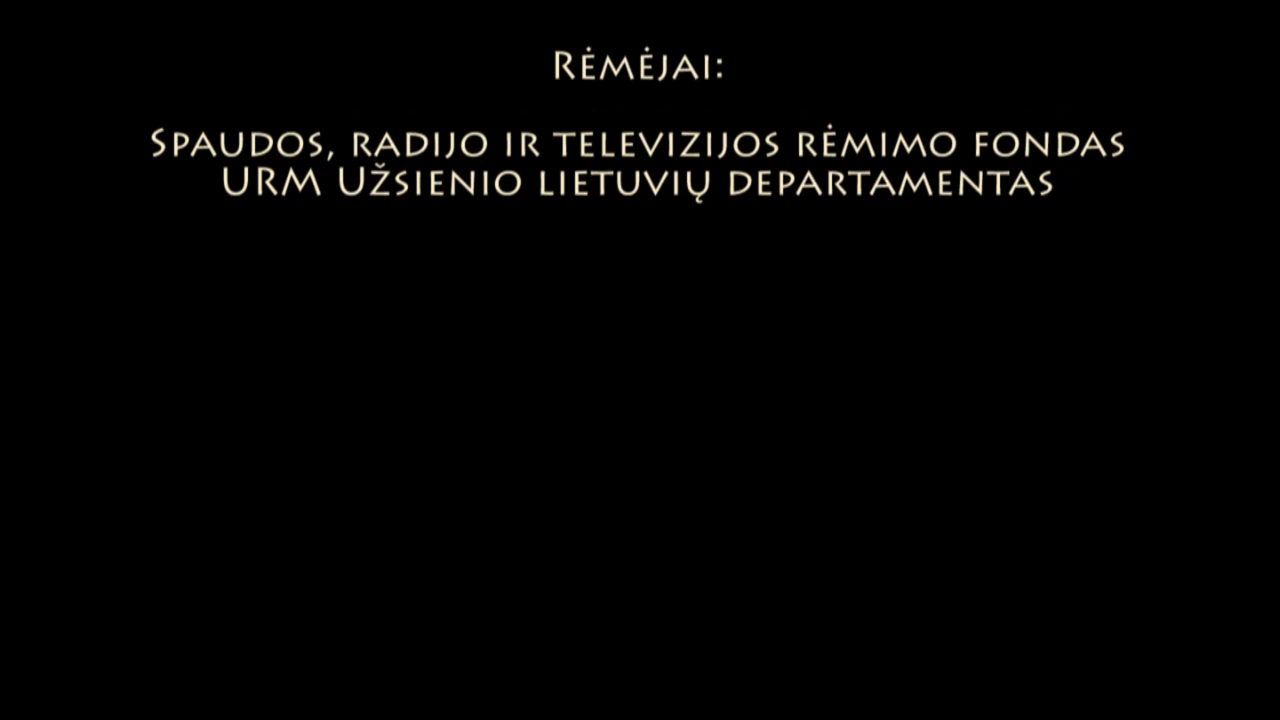 Rėmėjai:
Spaudos, radijo ir televizijos rėmimo fondas
URM Užsienio lietuvių departamentas